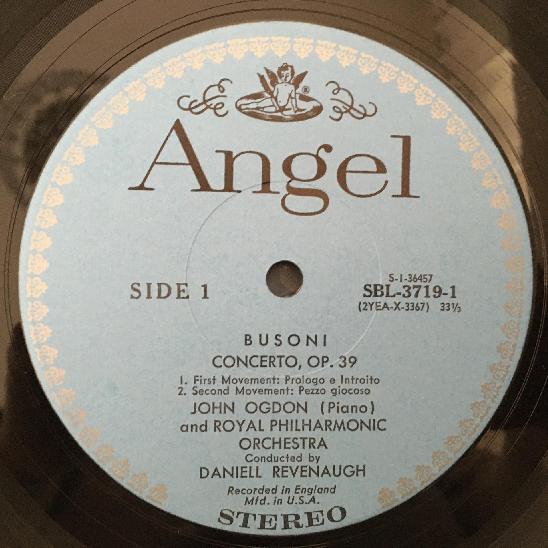 ®
Angel
SIDE 1
S-1-36457
SBL-3719-1
(2YEA-X-3367) 33⅓
BUSONI
CONCERTO, OP. 39
1. First Movement: Prologo e Introito
2. Second Movement: Pezzo giocoso
JOHN OGDON (Piano)
and ROYAL PHILHARMONIC
ORCHESTRA
Conducted by
DANIELL REVENAUGH
Recorded in England
Mfd. in U.S.A.
STEREO